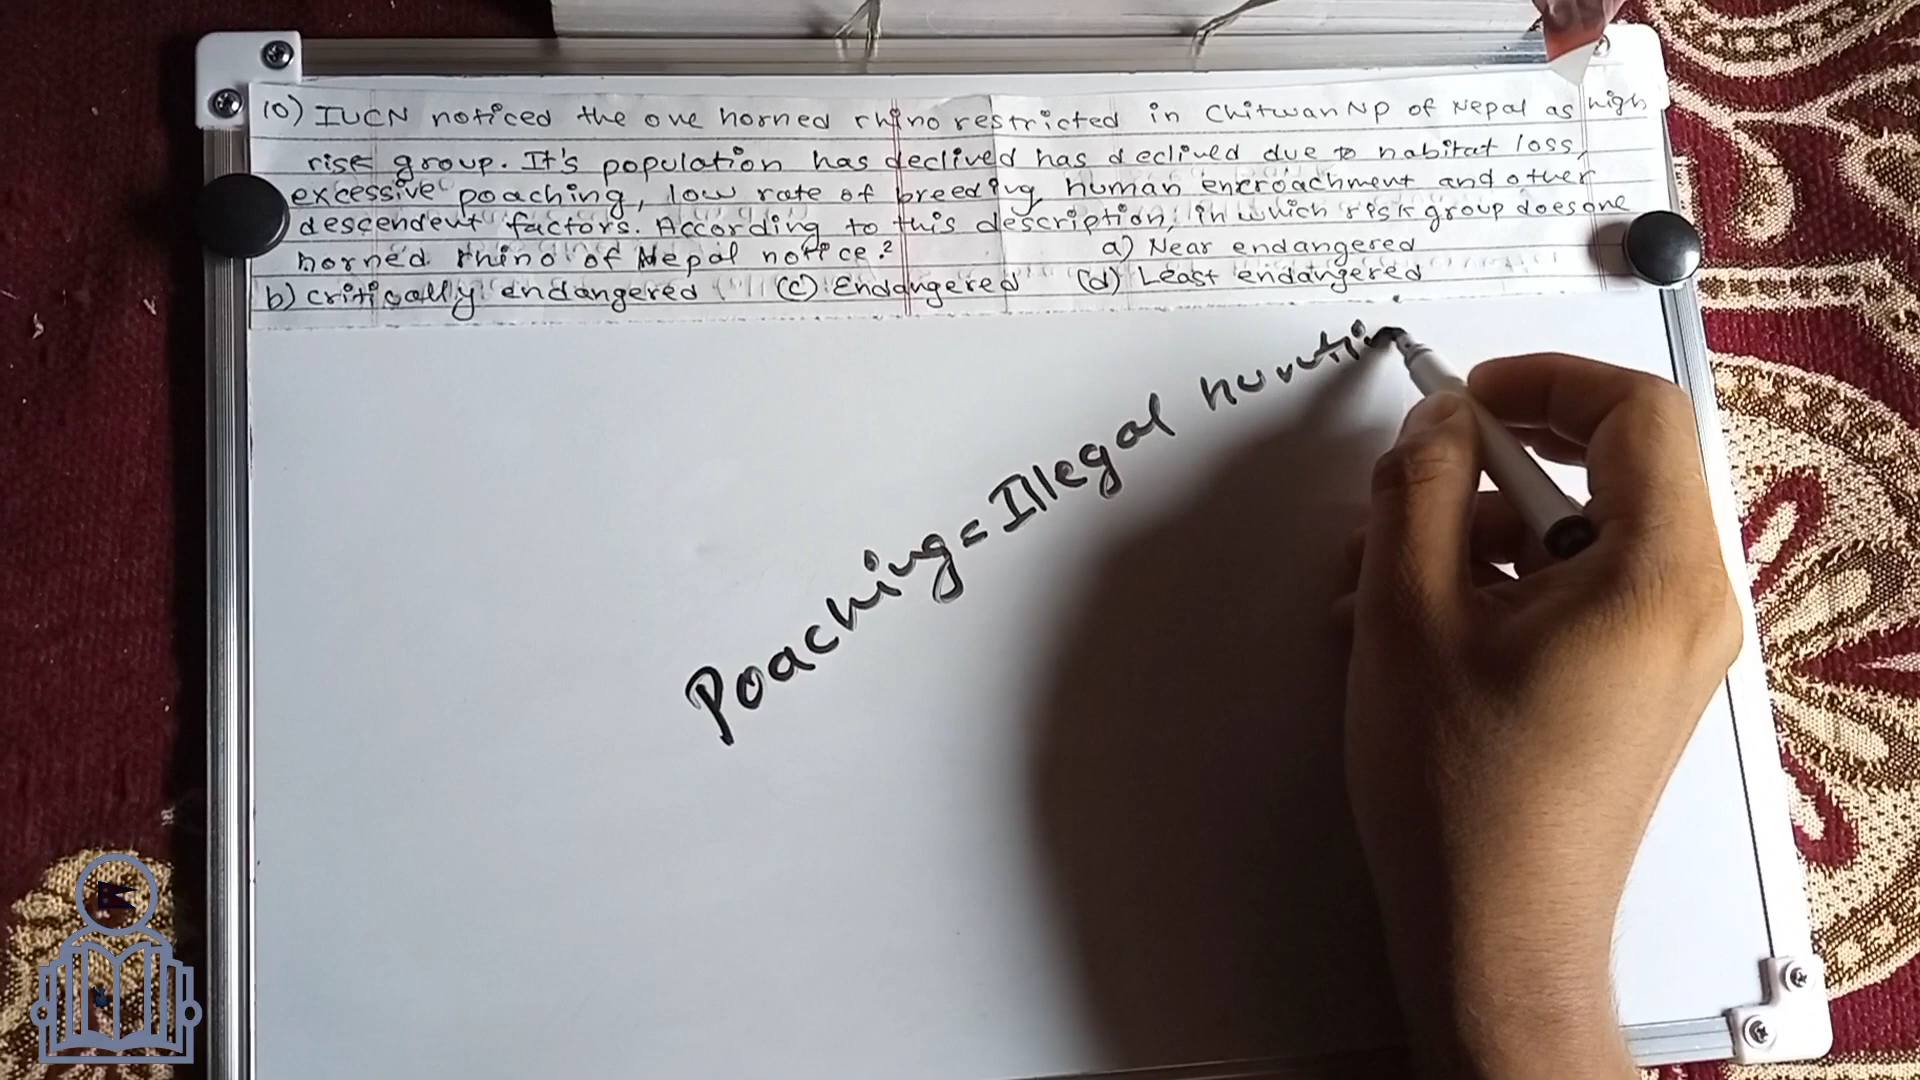 10) IUCN noticed the one horned rhino restricted in Chitwan NP of Nepal as high
risk group. It's population has declived has declived due to habitat loss,
excessive poaching, low rate of breeding, human encroachment and other
descendent factors. According to this description, in which risk group does one
horned rhino of Nepal notice.?
a) Near endangered
b) critically endangered (c) Endangered (d) Least endangered
Poaching = Illegal huntin